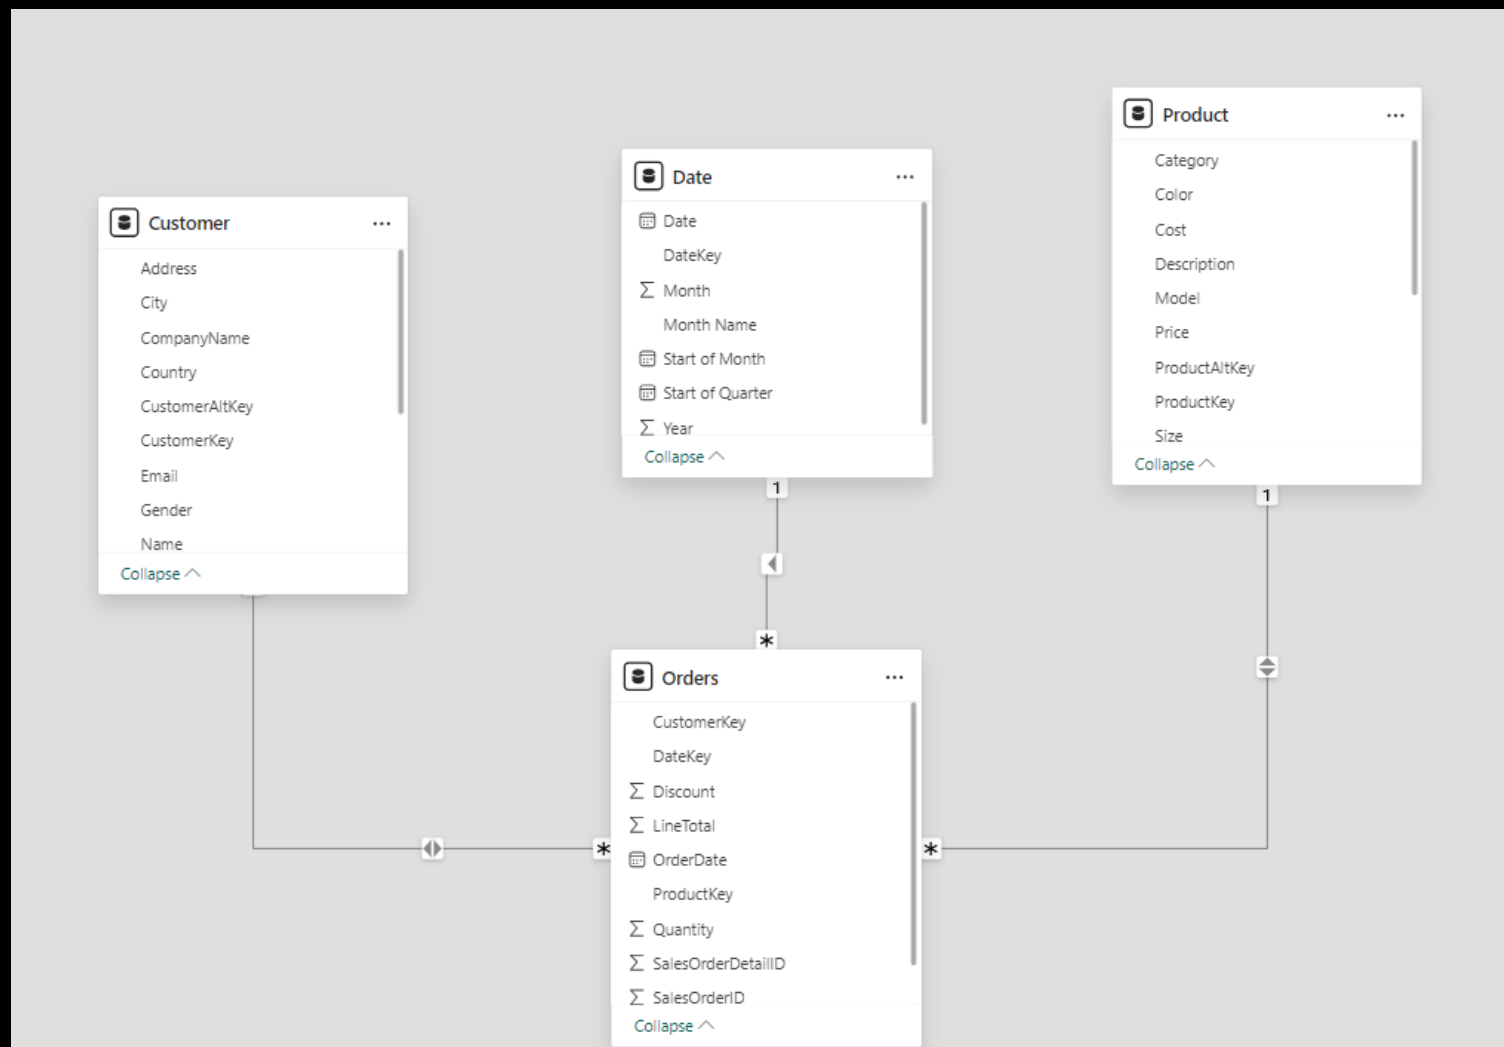 Customer
Address
City
CompanyName
Country
CustomerAltKey
CustomerKey
Email
Gender
Name
Collapse
Date
Date
DateKey
Month
Month Name
Start of Month
Start of Quarter
Year
Collapse
1
*
Product
Category
Color
Cost
Description
Model
Price
ProductAltKey
ProductKey
Size
Collapse
1
Orders
CustomerKey
DateKey
Discount
LineTotal
OrderDate
ProductKey
Quantity
SalesOrderDetailID
SalesOrderID
Collapse
*
*